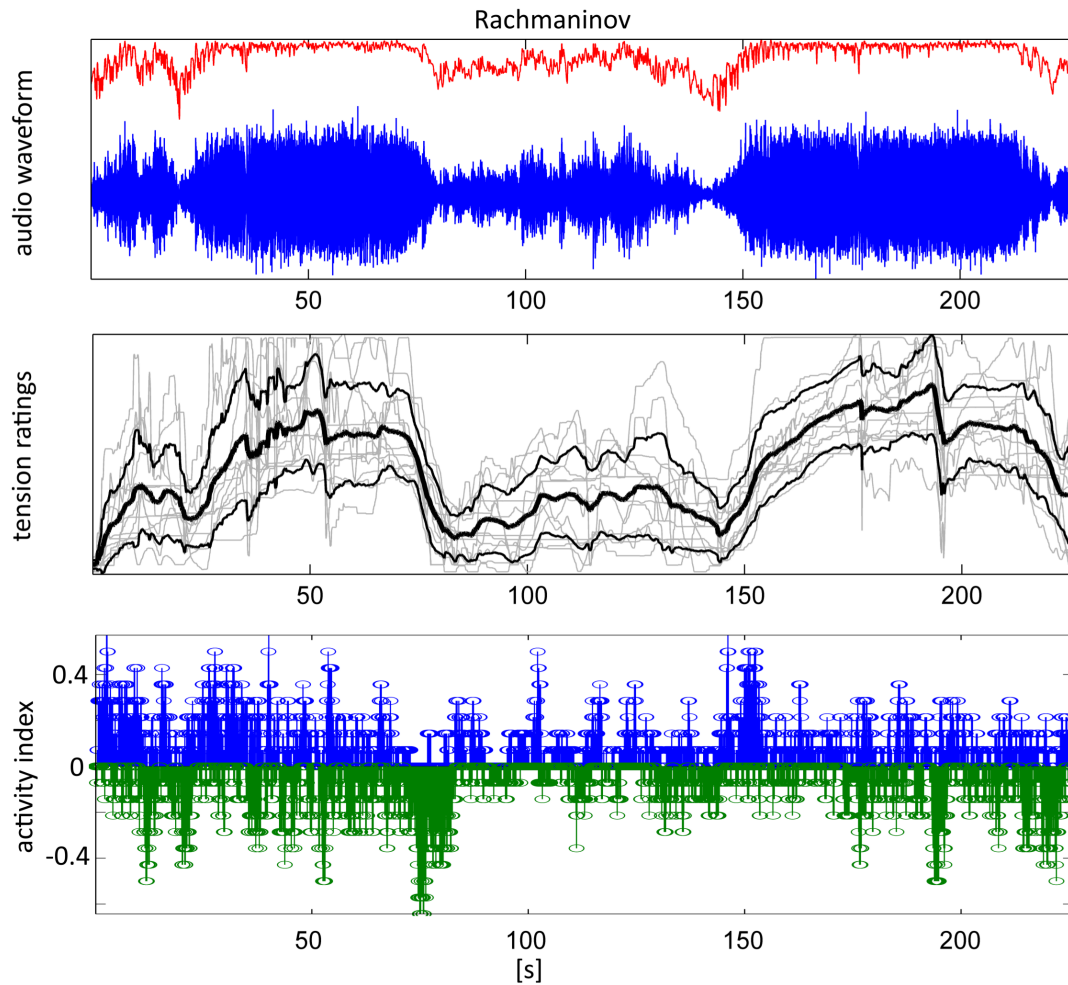 Rachmaninov
audio waveform
50 100 150 200
tension ratings
50 100 150 200
activity index
0.4
0
-0.4
50 100 150 200
[s]